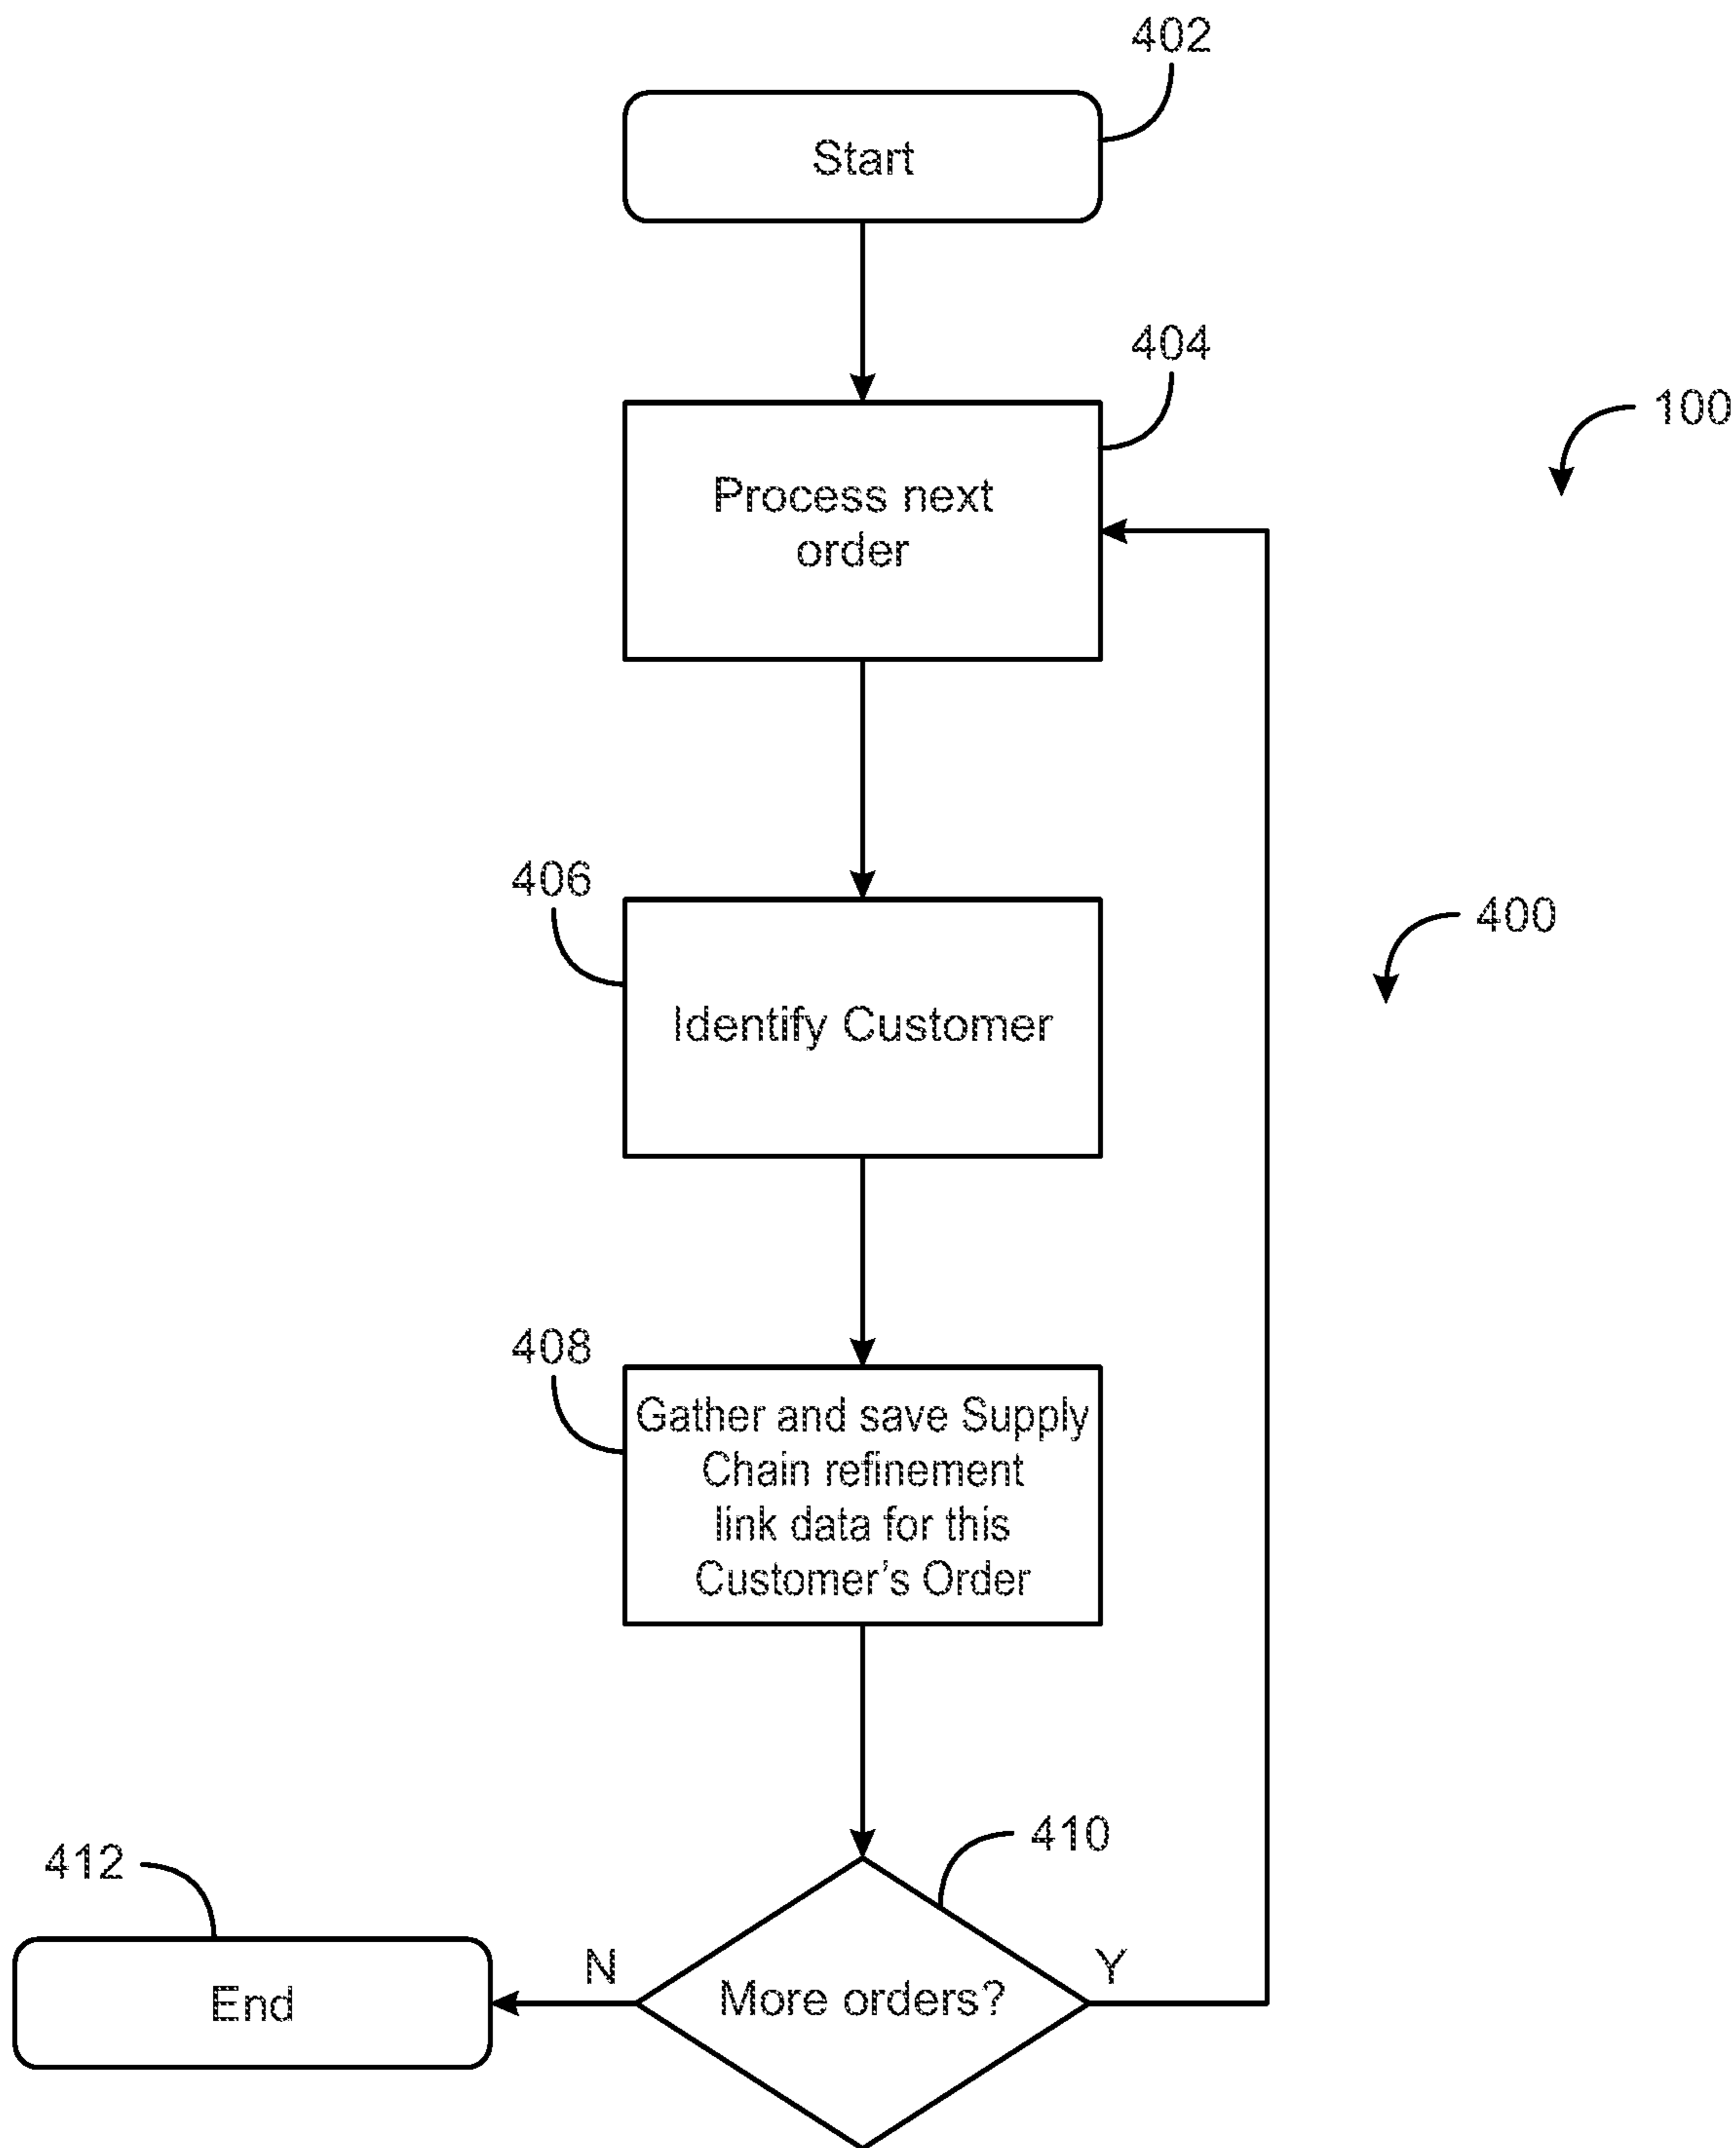 402
Start
404
100
Process next
order
406
400
Identify Customer
408
Gather and save Supply
Chain refinement
link data for this
Customer's Order
410
412
N
Y
More orders?
End